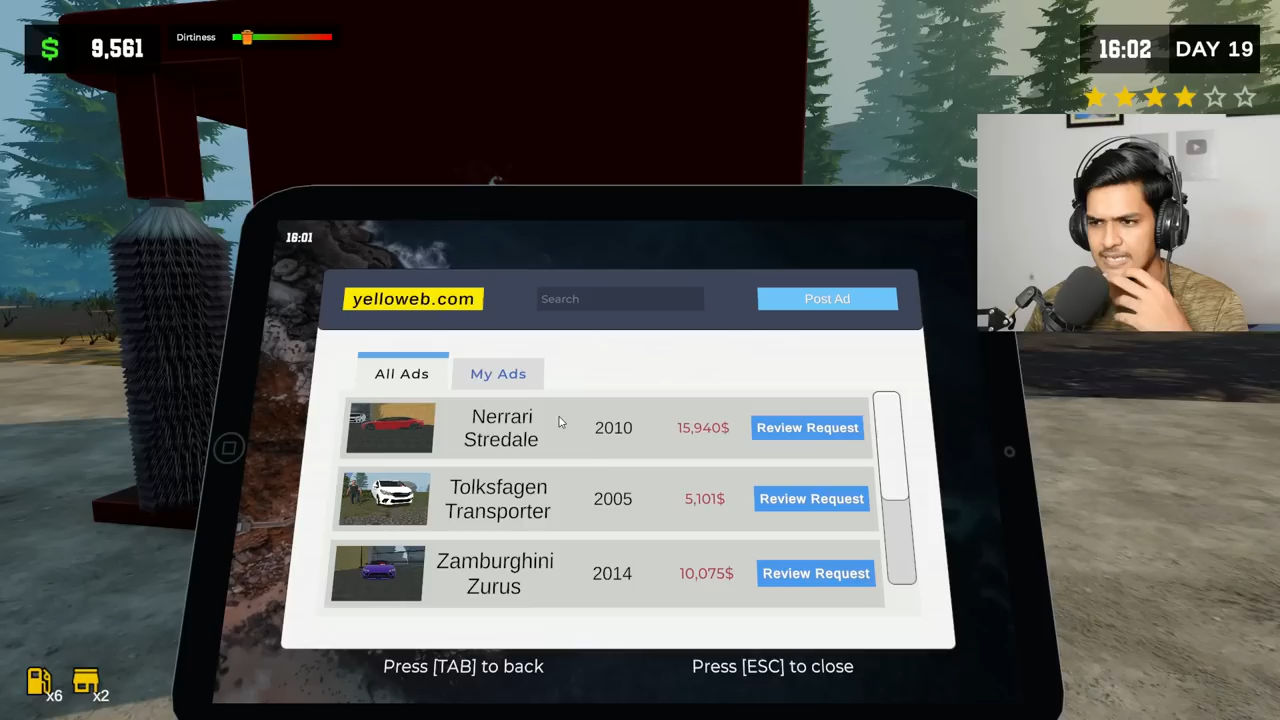 $ 9,561
Dirtiness
16:02 DAY 19
16:01
yelloweb.com
Search
Post Ad
All Ads
My Ads
Nerrari
Stredale
2010
15,940$
Review Request
Tolksfagen
Transporter
2005
5,101$
Review Request
Zamburghini
Zurus
2014
10,075$
Review Request
Press [TAB] to back
Press [ESC] to close
x6
x2